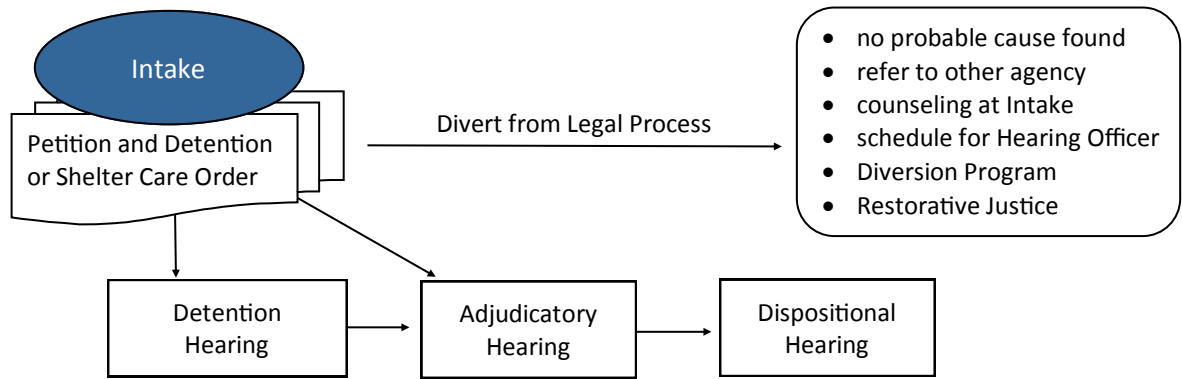 Intake
Petition and Detention
or Shelter Care Order
Divert from Legal Process
• no probable cause found
• refer to other agency
• counseling at Intake
• schedule for Hearing Officer
• Diversion Program
• Restorative Justice
Detention
Hearing
Adjudicatory
Hearing
Dispositional
Hearing